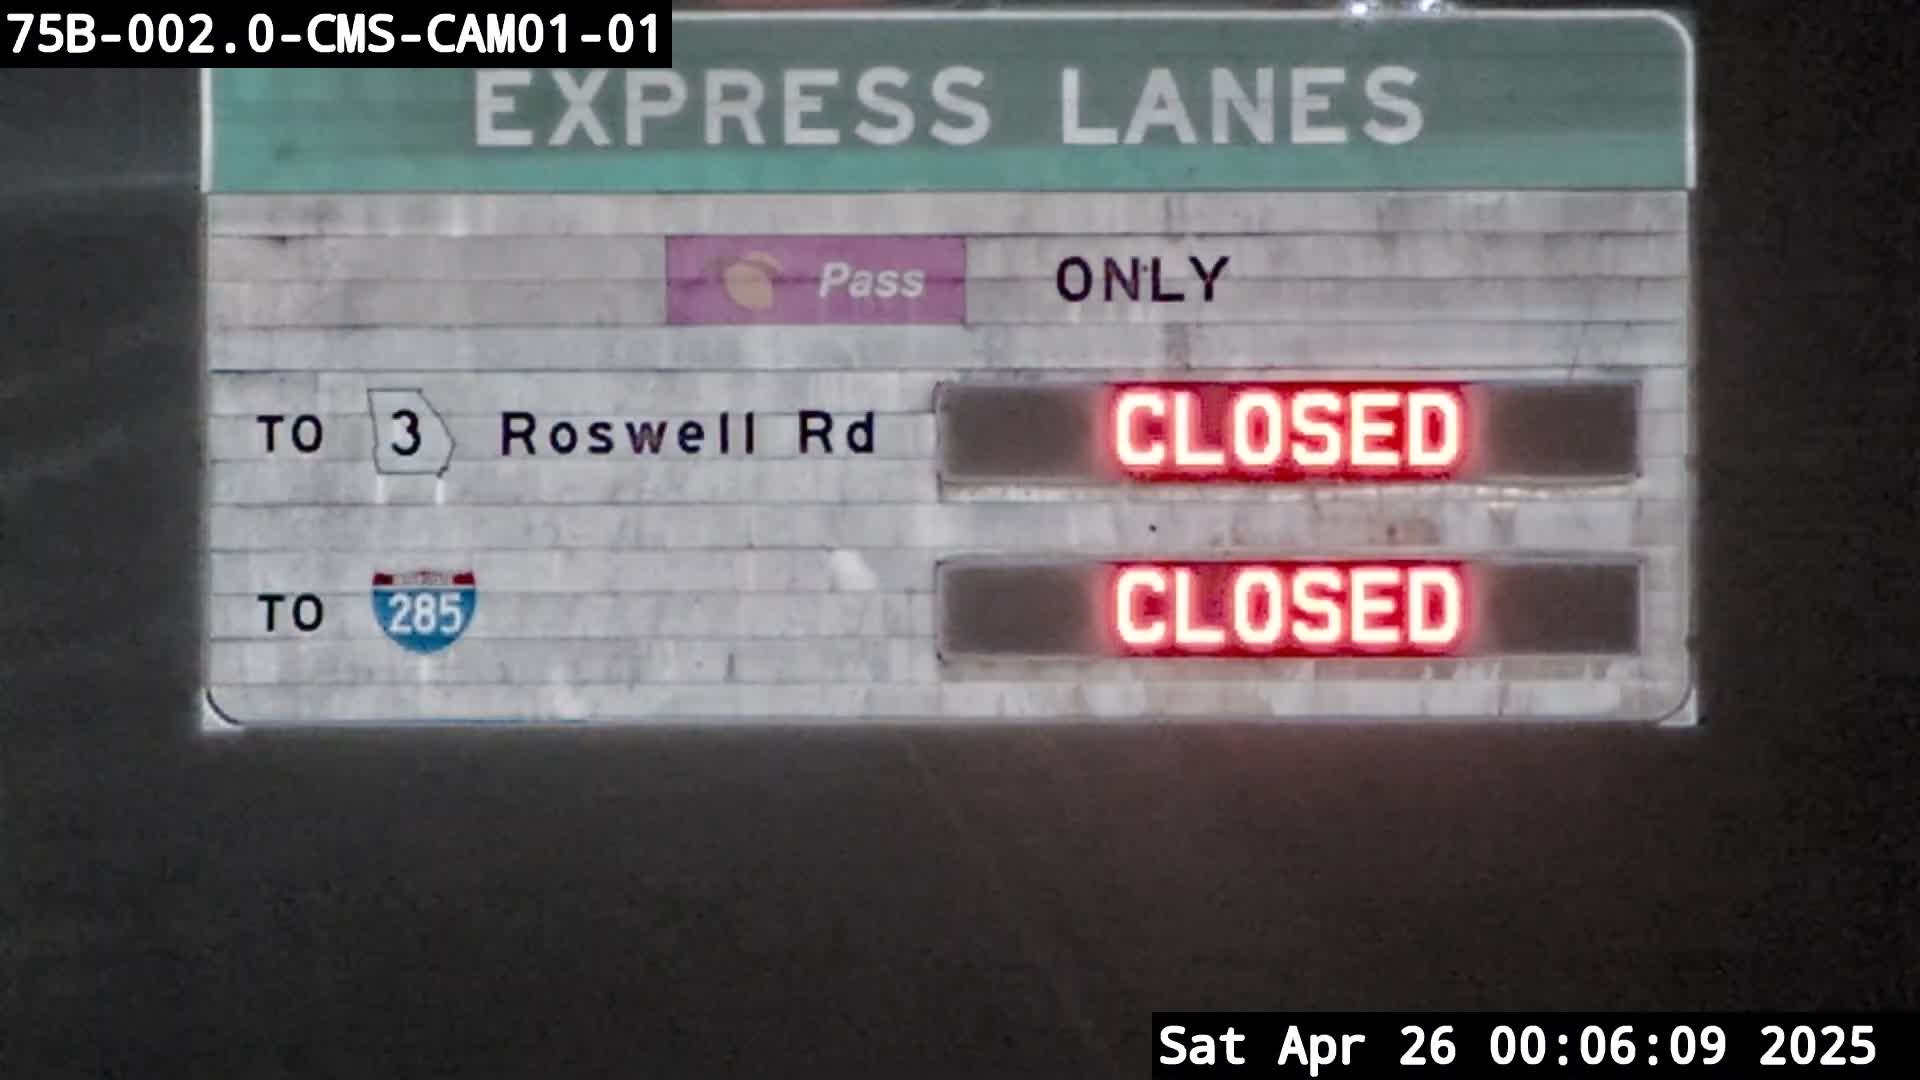 75B-002.0-CMS-CAM01-01
EXPRESS LANES
Pass ONLY
TO 3 Roswell Rd CLOSED
TO 285 CLOSED
Sat Apr 26 00:06:09 2025